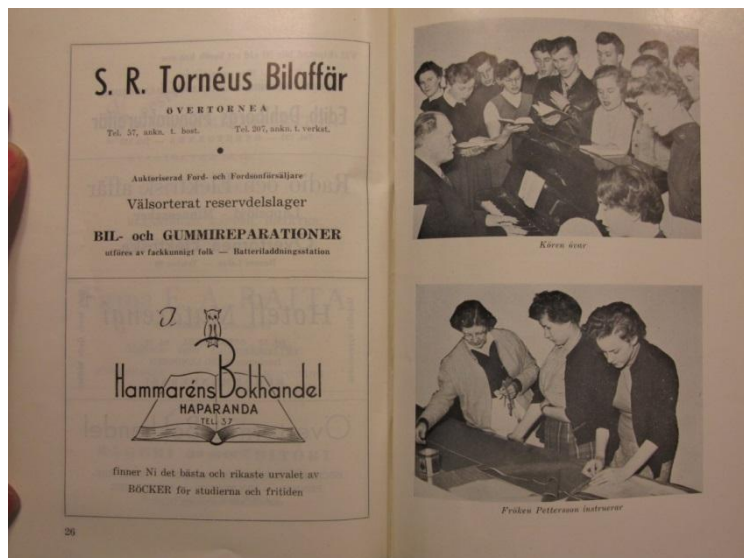 S. R. Tornéus Bilaffär
ÖVERTORNEÅ
Tel. 57, ankn. t. bost. Tel. 207, ankn. t. verkst.
Auktoriserad Ford- och Fordsonförsäljare
Välsorterat reservdelslager
BIL- och GUMMIREPARATIONER
utföres av fackkunnigt folk — Batteriladdningsstation
I
Hammaréns Bokhandel
HAPARANDA
TEL. 37
finner Ni det bästa och rikaste urvalet av
BÖCKER för studierna och fritiden
26
Kören övar
Fröken Pettersson instruerar